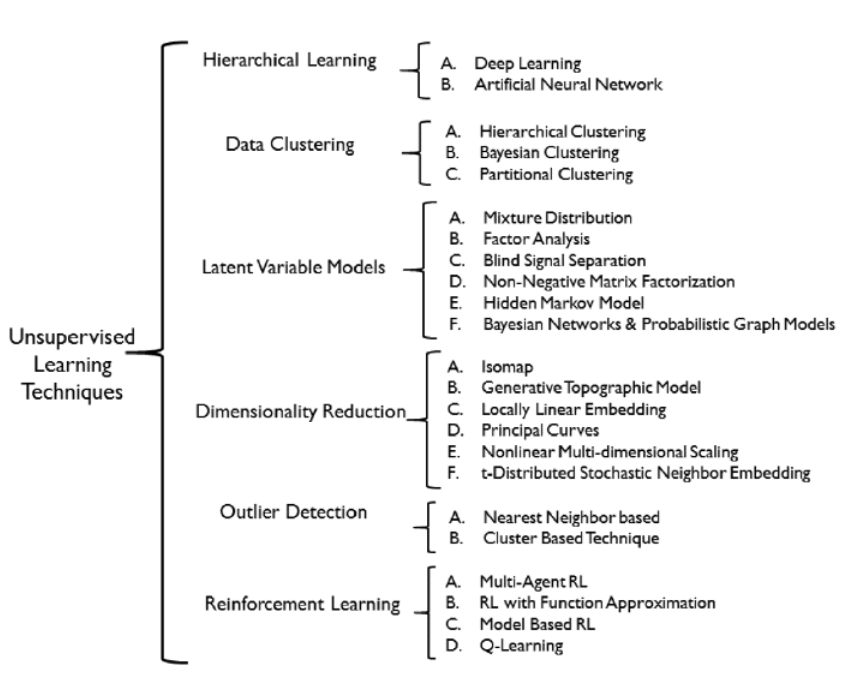 Unsupervised
Learning
Techniques
Hierarchical Learning
A. Deep Learning
B. Artificial Neural Network
Data Clustering
A. Hierarchical Clustering
B. Bayesian Clustering
C. Partitional Clustering
Latent Variable Models
A. Mixture Distribution
B. Factor Analysis
C. Blind Signal Separation
D. Non-Negative Matrix Factorization
E. Hidden Markov Model
F. Bayesian Networks & Probabilistic Graph Models
Dimensionality Reduction
A. Isomap
B. Generative Topographic Model
C. Locally Linear Embedding
D. Principal Curves
E. Nonlinear Multi-dimensional Scaling
F. t-Distributed Stochastic Neighbor Embedding
Outlier Detection
A. Nearest Neighbor based
B. Cluster Based Technique
Reinforcement Learning
A. Multi-Agent RL
B. RL with Function Approximation
C. Model Based RL
D. Q-Learning